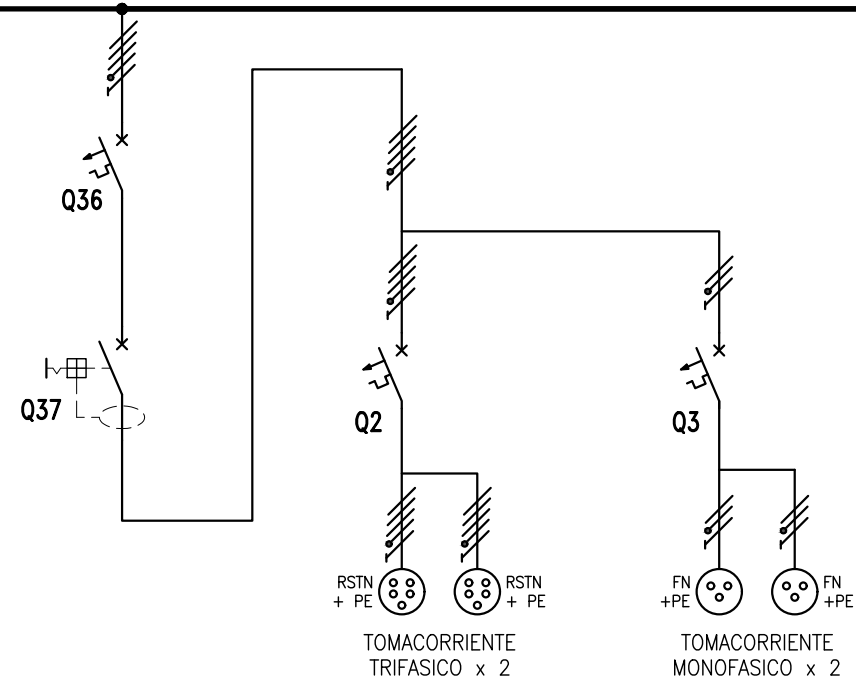 Q36
Q37
Q2
Q3
RSTN
+ PE
RSTN
+ PE
FN
+PE
FN
+PE
TOMACORRIENTE
TRIFASICO x 2
TOMACORRIENTE
MONOFASICO x 2